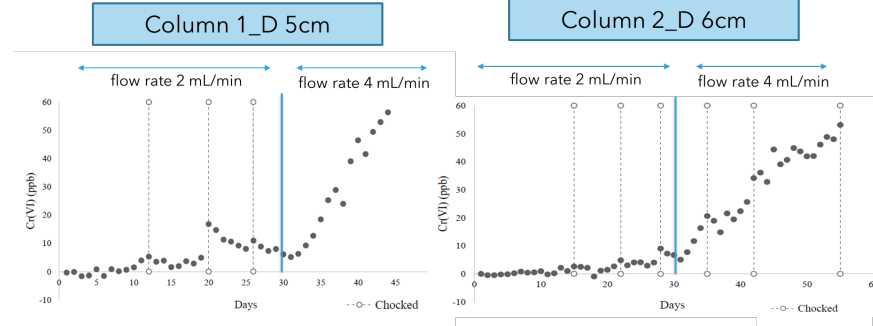 Column 1_D 5cm
flow rate 2 mL/min
flow rate 4 mL/min
60
50
40
30
20
10
0
-10
Cr(VI) (ppb)
0 5 10 15 20 25 30 35 40 45
Days
Chocked
Column 2_D 6cm
flow rate 2 mL/min
flow rate 4 mL/min
60
50
40
30
20
10
0
-10
Cr(VI) (ppb)
0 10 20 30 40 50
Days
Chocked